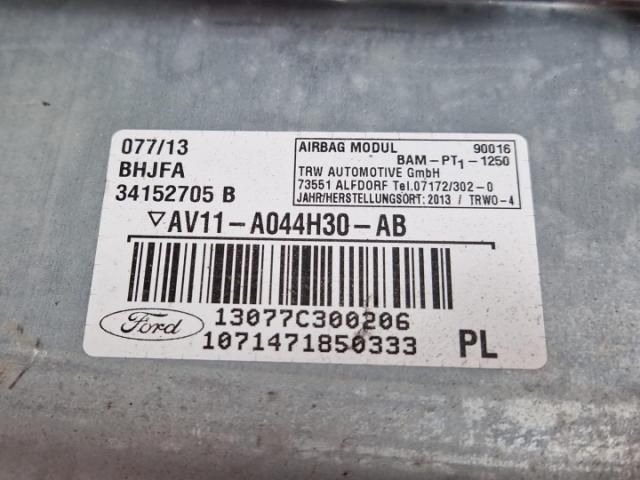 077/13
BHJFA
34152705 B
AIRBAG MODUL 90016
BAM-PT1-1250
TRW AUTOMOTIVE GmbH
73551 ALFDORF Tel.07172/302-0
JAHR/HERSTELLUNGSORT: 2013 / TRWO-4
▽AV11-A044H30-AB
Ford
13077C300206
1071471850333
PL